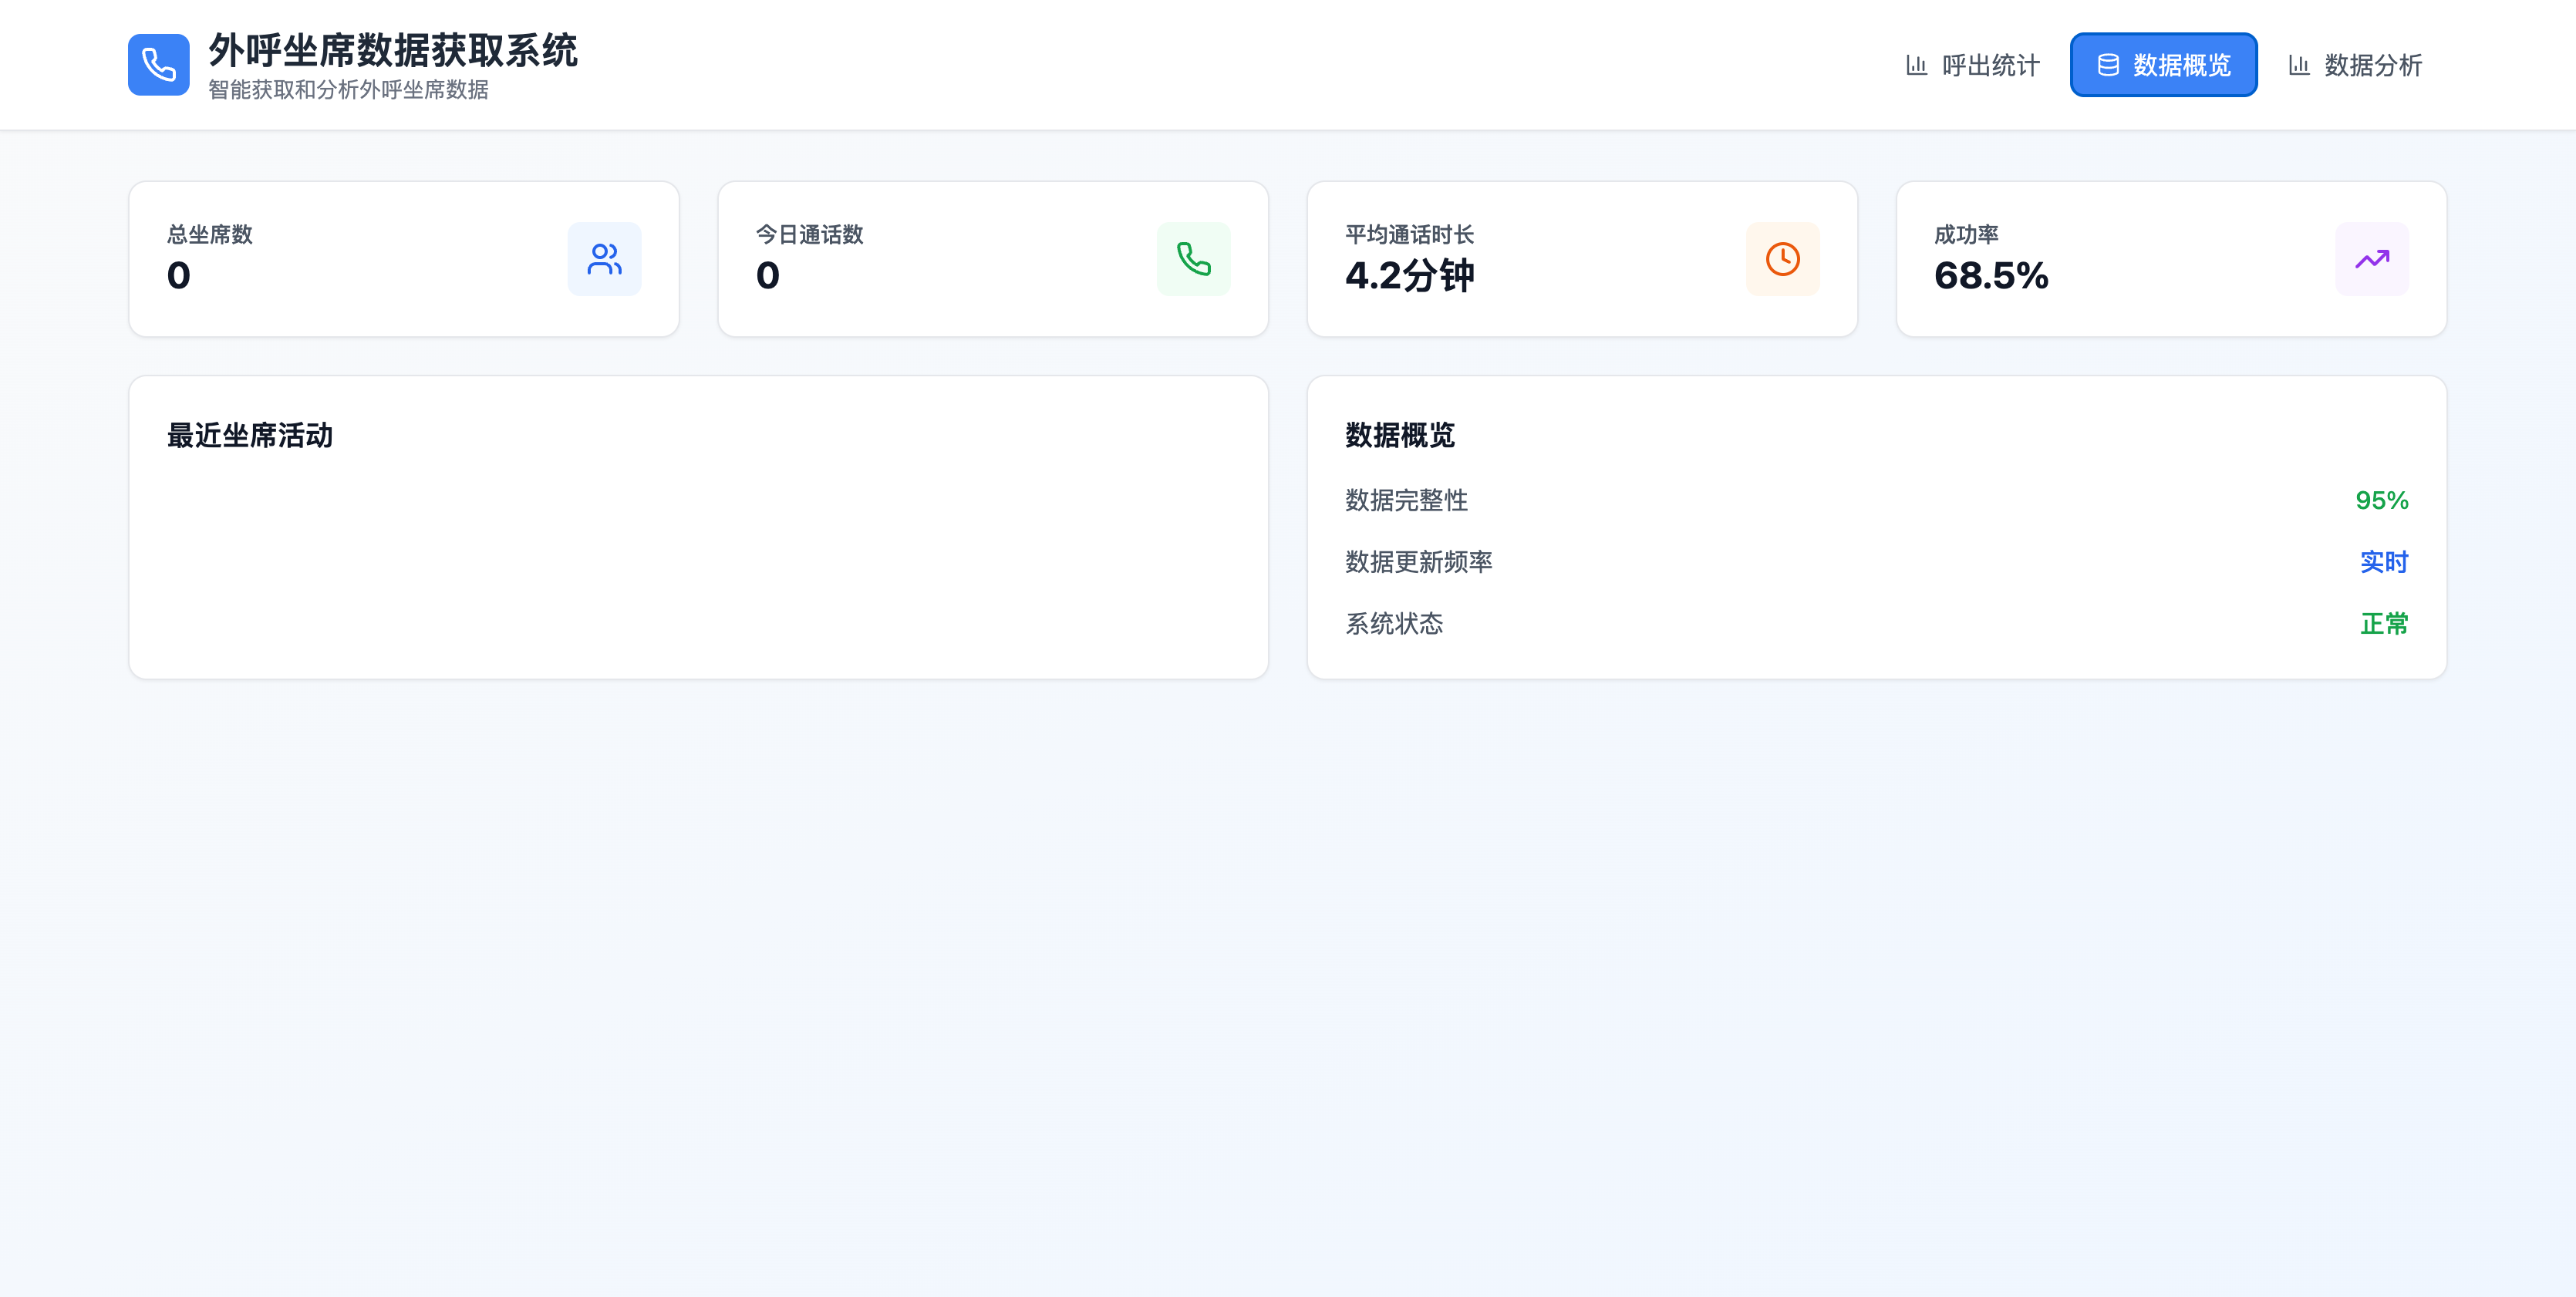 外呼坐席数据获取系统
智能获取和分析外呼坐席数据
呼出统计
数据概览
数据分析
总坐席数
0
今日通话数
0
平均通话时长
4.2分钟
成功率
68.5%
最近坐席活动
数据概览
数据完整性 95%
数据更新频率 实时
系统状态 正常